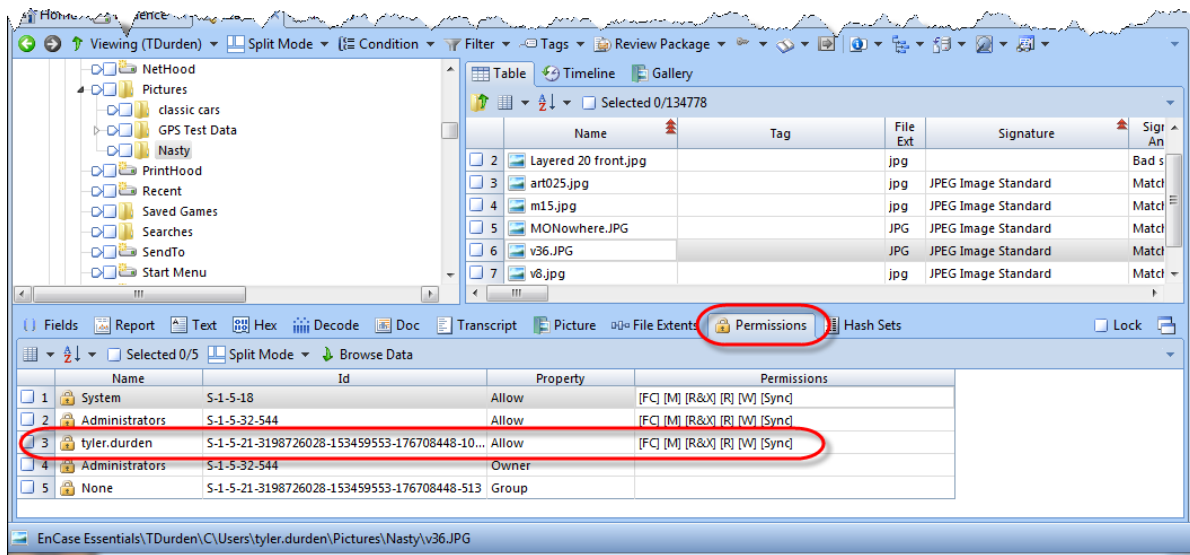 Viewing (TDurden) Split Mode Condition Filter Tags Review Package
NetHood
Pictures
classic cars
GPS Test Data
Nasty
PrintHood
Recent
Saved Games
Searches
SendTo
Start Menu
Table Timeline Gallery
Selected 0/134778
Name Tag File Ext Signature Sigr An
2 Layered 20 front.jpg jpg Bad s
3 art025.jpg jpg JPEG Image Standard Match
4 m15.jpg jpg JPEG Image Standard Match
5 MONowhere.JPG JPG JPEG Image Standard Match
6 v36.JPG JPG JPEG Image Standard Match
7 v8.jpg jpg JPEG Image Standard Match
Fields Report Text Hex Decode Doc Transcript Picture File Extents Permissions Hash Sets Lock
Selected 0/5 Split Mode Browse Data
Name Id Property Permissions
1 System S-1-5-18 Allow [FC] [M] [R&X] [R] [W] [Sync]
2 Administrators S-1-5-32-544 Allow [FC] [M] [R&X] [R] [W] [Sync]
3 tyler.durden S-1-5-21-3198726028-153459553-176708448-10... Allow [FC] [M] [R&X] [R] [W] [Sync]
4 Administrators S-1-5-32-544 Owner
5 None S-1-5-21-3198726028-153459553-176708448-513 Group
EnCase Essentials\TDurden\C\Users\tyler.durden\Pictures\Nasty\v36.JPG